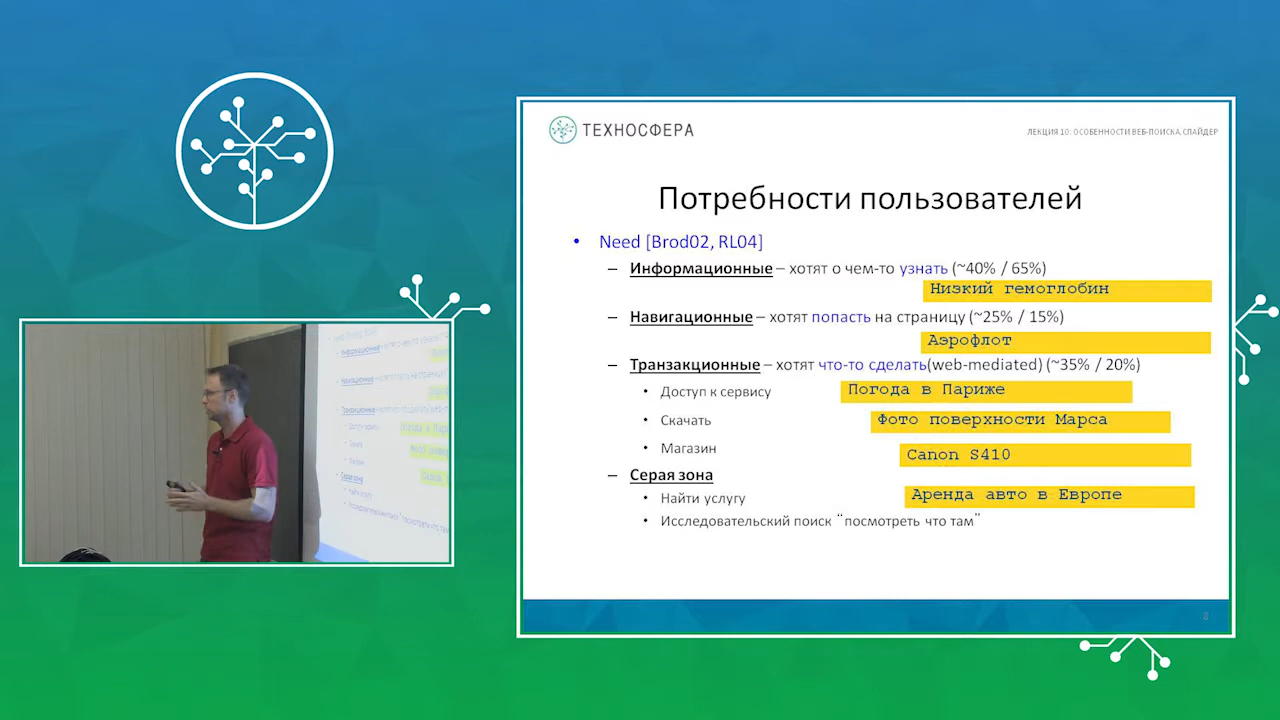 ТЕХНОСФЕРА
ЛЕКЦИЯ 10: ОСОБЕННОСТИ ВЕБ-ПОИСКА. СПАЙДЕР
Потребности пользователей
• Need [Brod02, RL04]
– Информационные – хотят о чем-то узнать (~40% / 65%)
Низкий гемоглобин
– Навигационные – хотят попасть на страницу (~25% / 15%)
Аэрофлот
– Транзакционные – хотят что-то сделать(web-mediated) (~35% / 20%)
• Доступ к сервису Погода в Париже
• Скачать Фото поверхности Марса
• Магазин Canon S410
– Серая зона
• Найти услугу Аренда авто в Европе
• Исследовательский поиск “посмотреть что там”
8